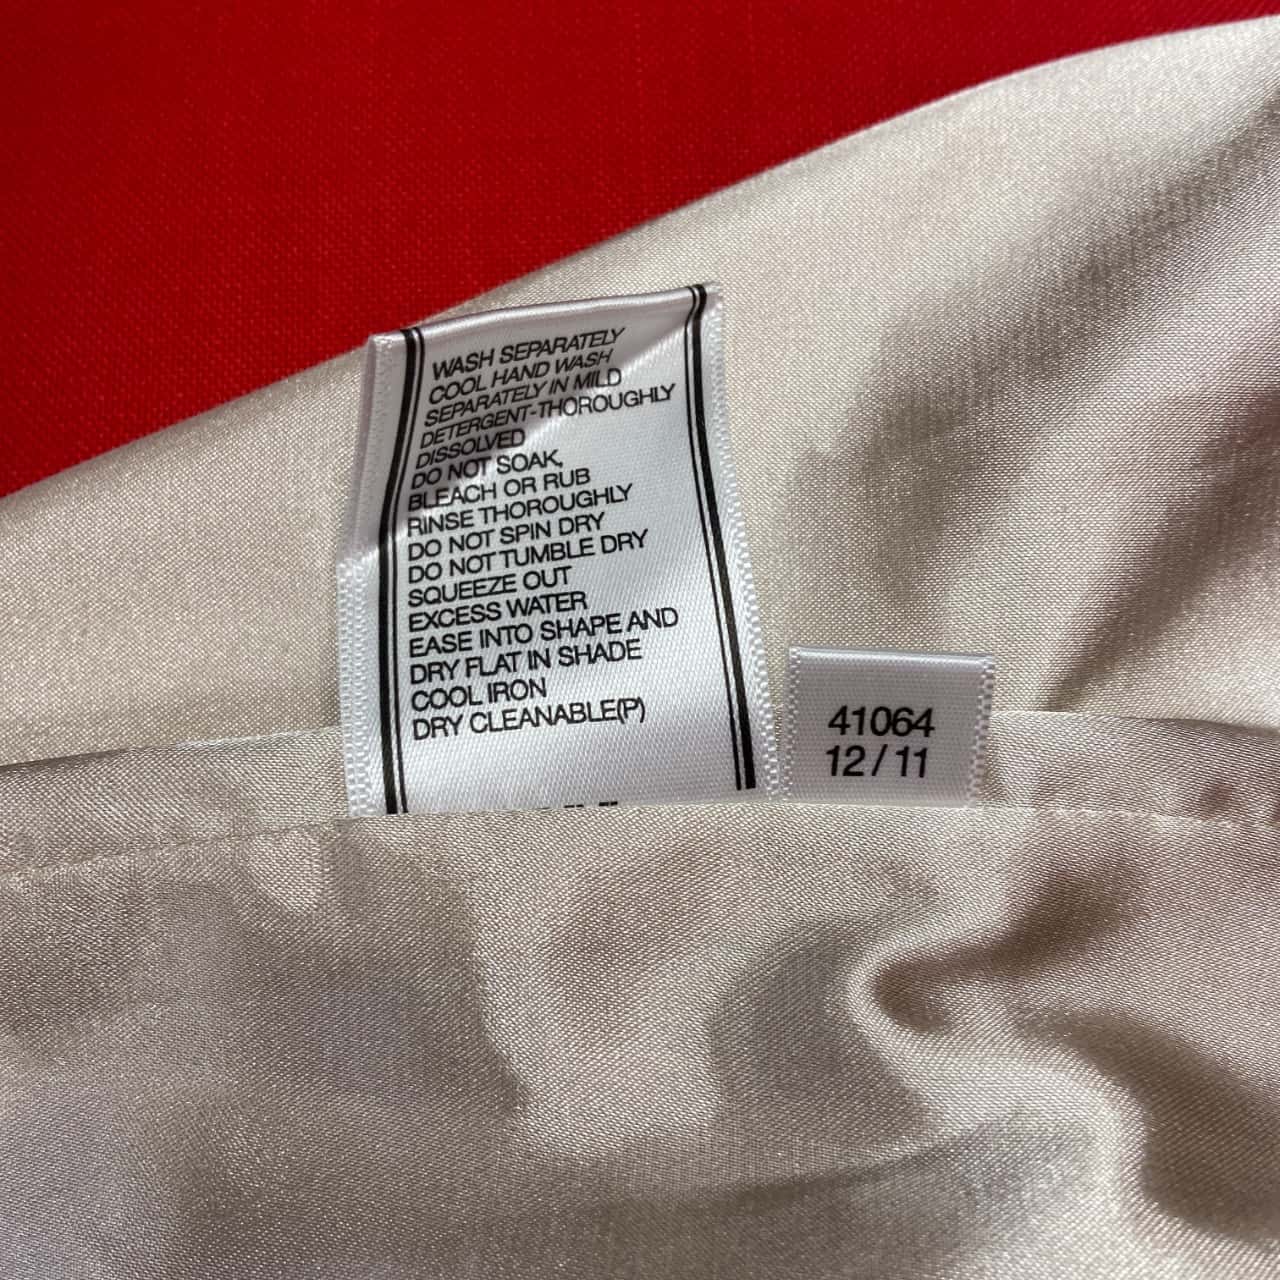 WASH SEPARATELY
COOL HAND WASH
SEPARATELY IN MILD
DETERGENT-THOROUGHLY
DISSOLVED
DO NOT SOAK,
BLEACH OR RUB
RINSE THOROUGHLY
DO NOT SPIN DRY
DO NOT TUMBLE DRY
SQUEEZE OUT
EXCESS WATER
EASE INTO SHAPE AND
DRY FLAT IN SHADE
COOL IRON
DRY CLEANABLE(P)
41064
12/11